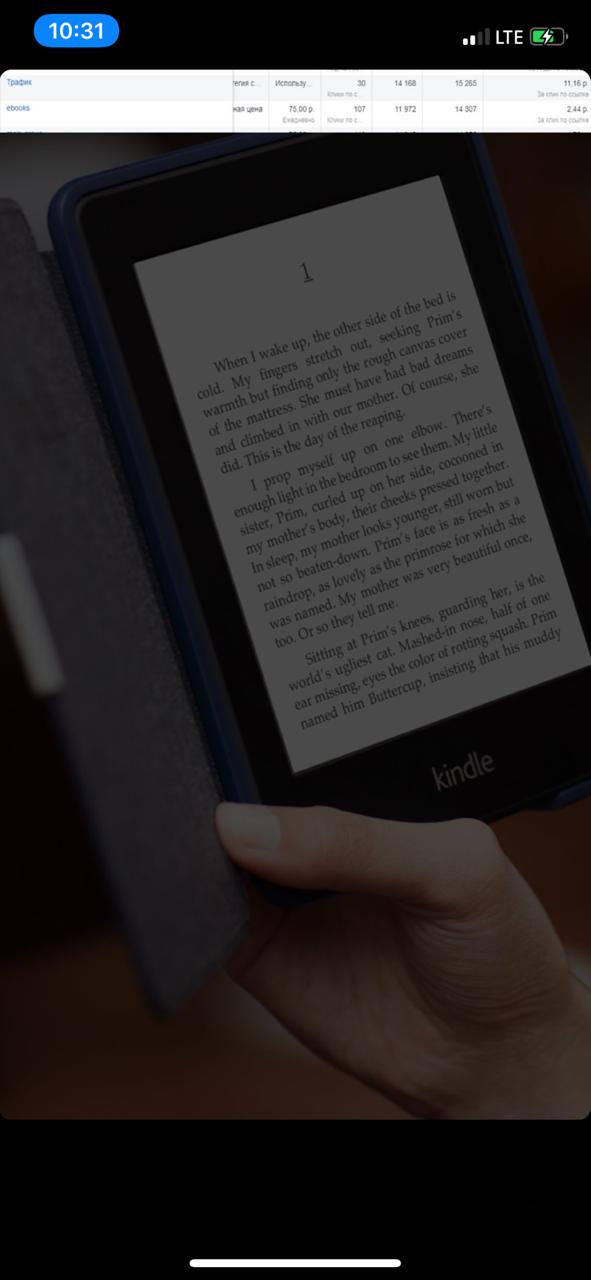 10:31
LTE
Трафик
тегия с... Использу... 30 14 168 15 265 11,16 р.
Клики по с... За клик по ссылке
ebooks
ная цена 75,00 р. 107 11 972 14 307 2,44 р.
Ежедневно Клики по с... За клик по ссылке
1
When I wake up, the other side of the bed is
cold. My fingers stretch out, seeking Prim's
warmth but finding only the rough canvas cover
of the mattress. She must have had bad dreams
and climbed in with our mother. Of course, she
did. This is the day of the reaping.
I prop myself up on one elbow. There's
enough light in the bedroom to see them. My little
sister, Prim, curled up on her side, cocooned in
my mother's body, their cheeks pressed together.
In sleep, my mother looks younger, still worn but
not so beaten-down. Prim's face is as fresh as a
raindrop, as lovely as the primrose for which she
was named. My mother was very beautiful once,
too. Or so they tell me.
Sitting at Prim's knees, guarding her, is the
world's ugliest cat. Mashed-in nose, half of one
ear missing, eyes the color of rotting squash. Prim
named him Buttercup, insisting that his muddy
kindle